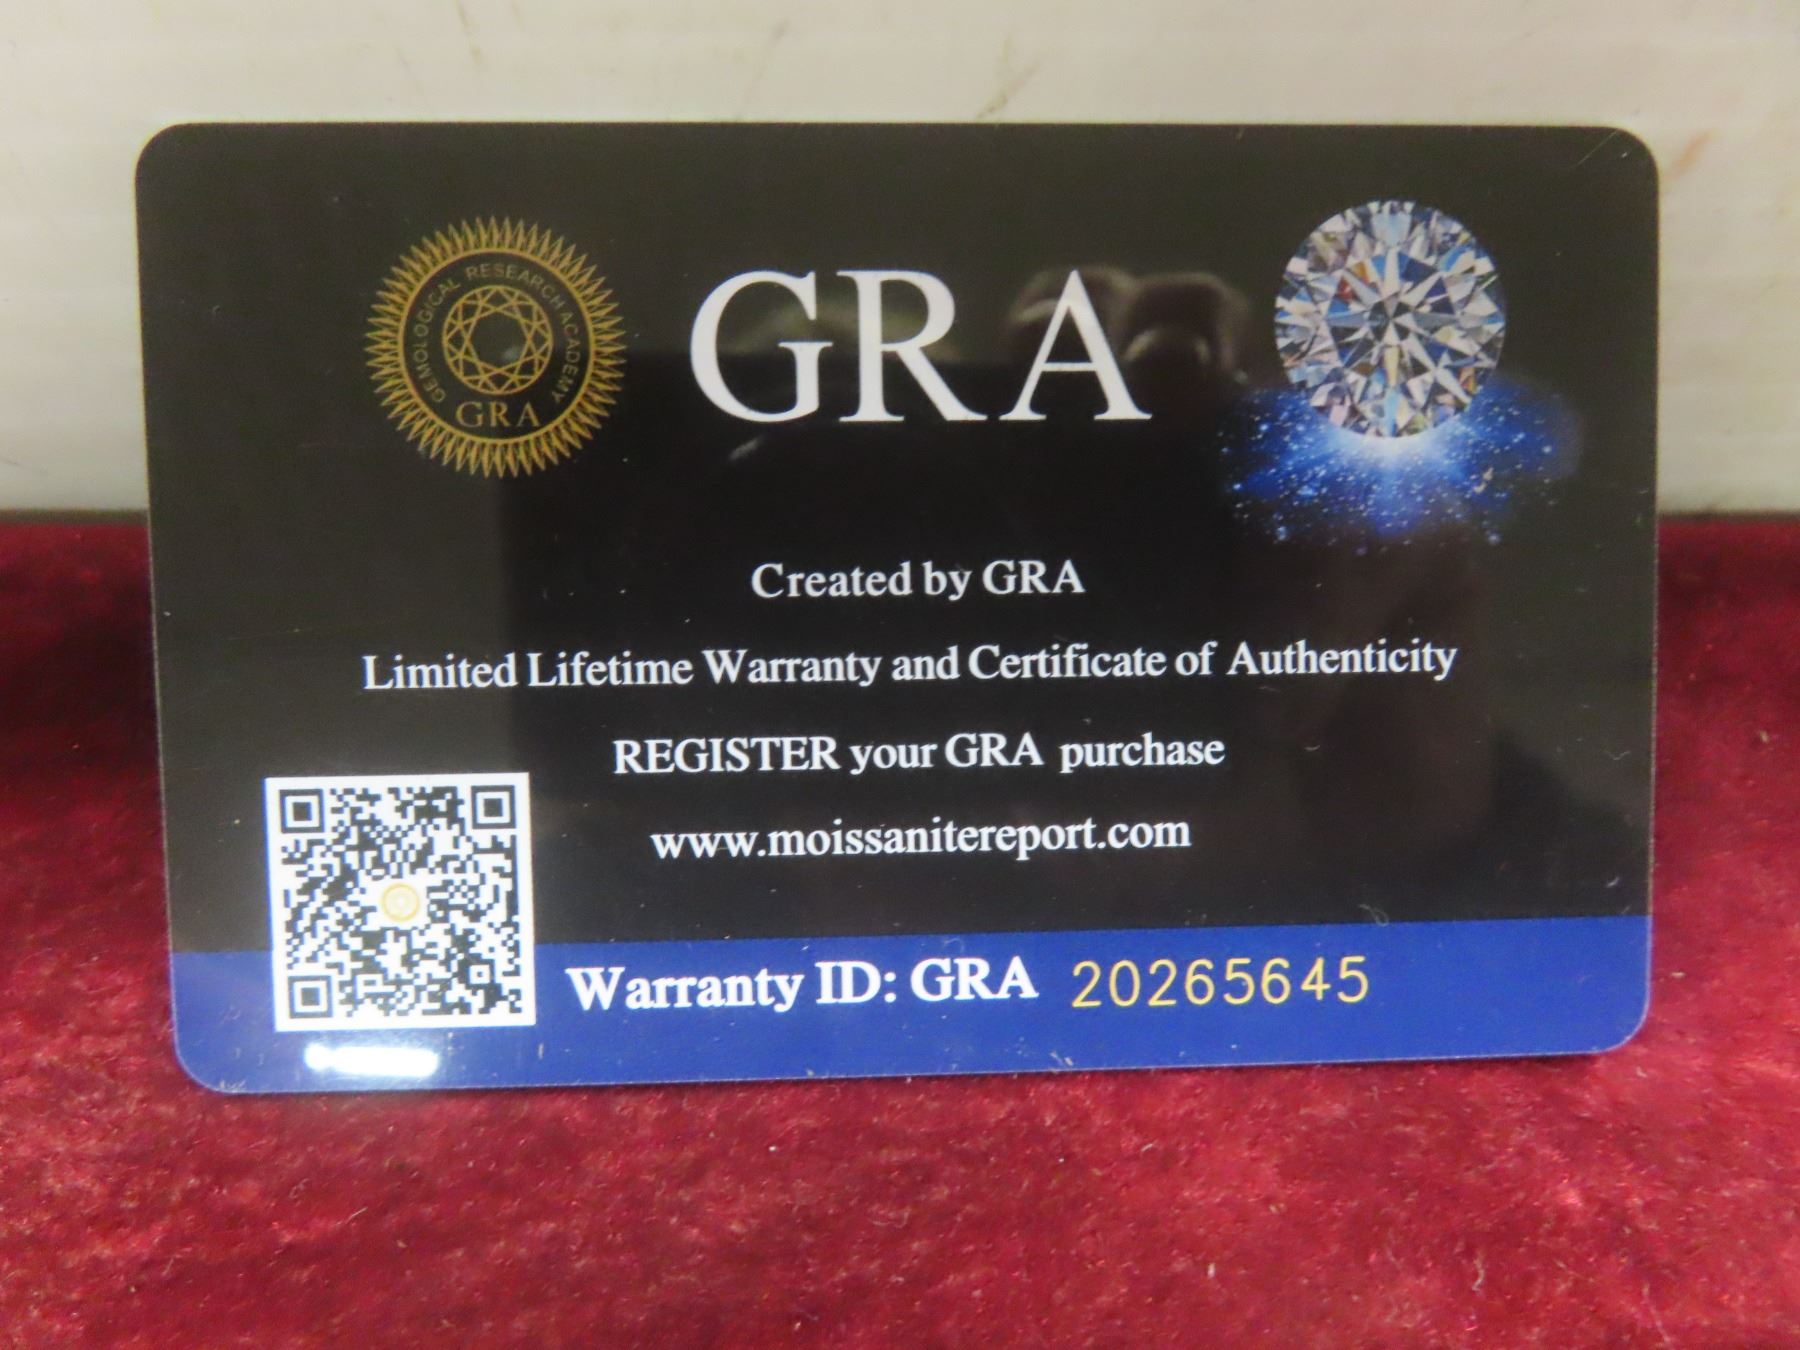 GEMOLOGICAL RESEARCH ACADEMY
GRA
GRA
Created by GRA
Limited Lifetime Warranty and Certificate of Authenticity
REGISTER your GRA purchase
www.moissanitereport.com
Warranty ID: GRA 20265645